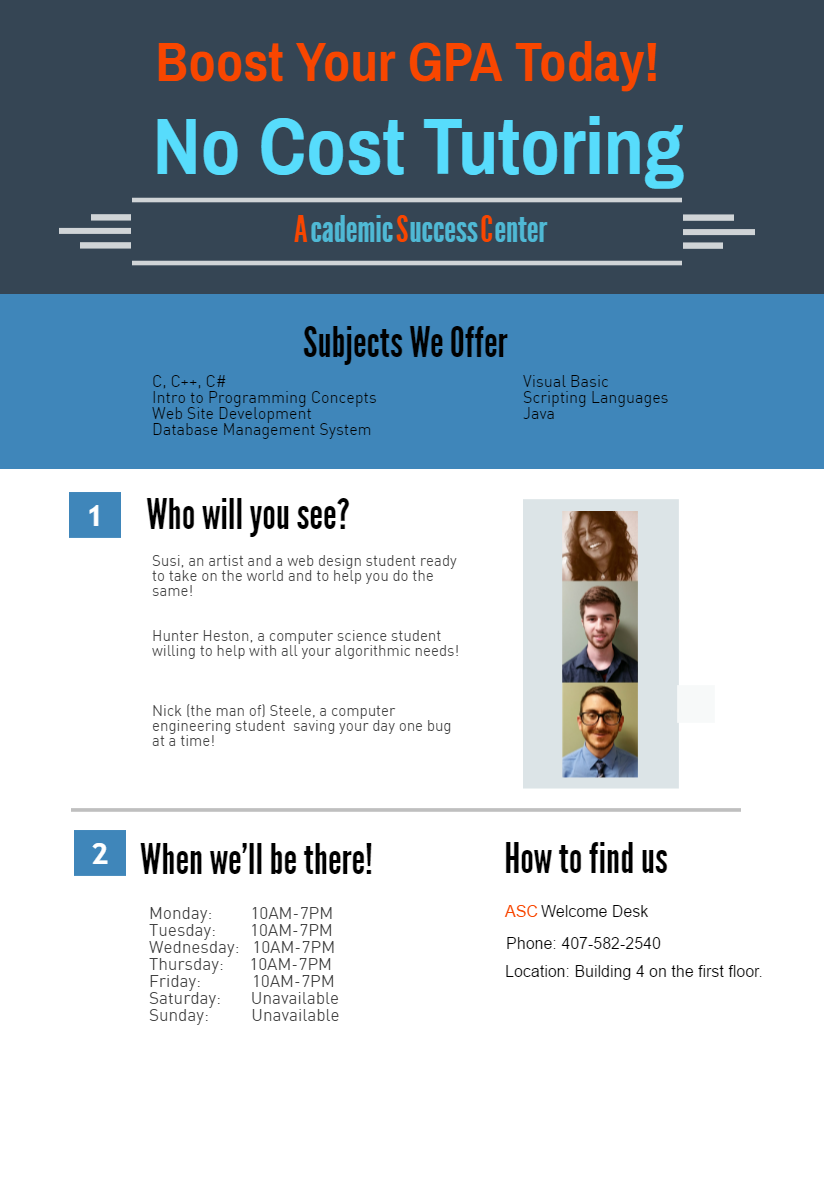 Boost Your GPA Today!
No Cost Tutoring
Academic Success Center
Subjects We Offer
C, C++, C#
Intro to Programming Concepts
Web Site Development
Database Management System
Visual Basic
Scripting Languages
Java
1
Who will you see?
Susi, an artist and a web design student ready
to take on the world and to help you do the
same!
Hunter Heston, a computer science student
willing to help with all your algorithmic needs!
Nick (the man of) Steele, a computer
engineering student saving your day one bug
at a time!
2
When we'll be there!
Monday: 10AM-7PM
Tuesday: 10AM-7PM
Wednesday: 10AM-7PM
Thursday: 10AM-7PM
Friday: 10AM-7PM
Saturday: Unavailable
Sunday: Unavailable
How to find us
ASC Welcome Desk
Phone: 407-582-2540
Location: Building 4 on the first floor.